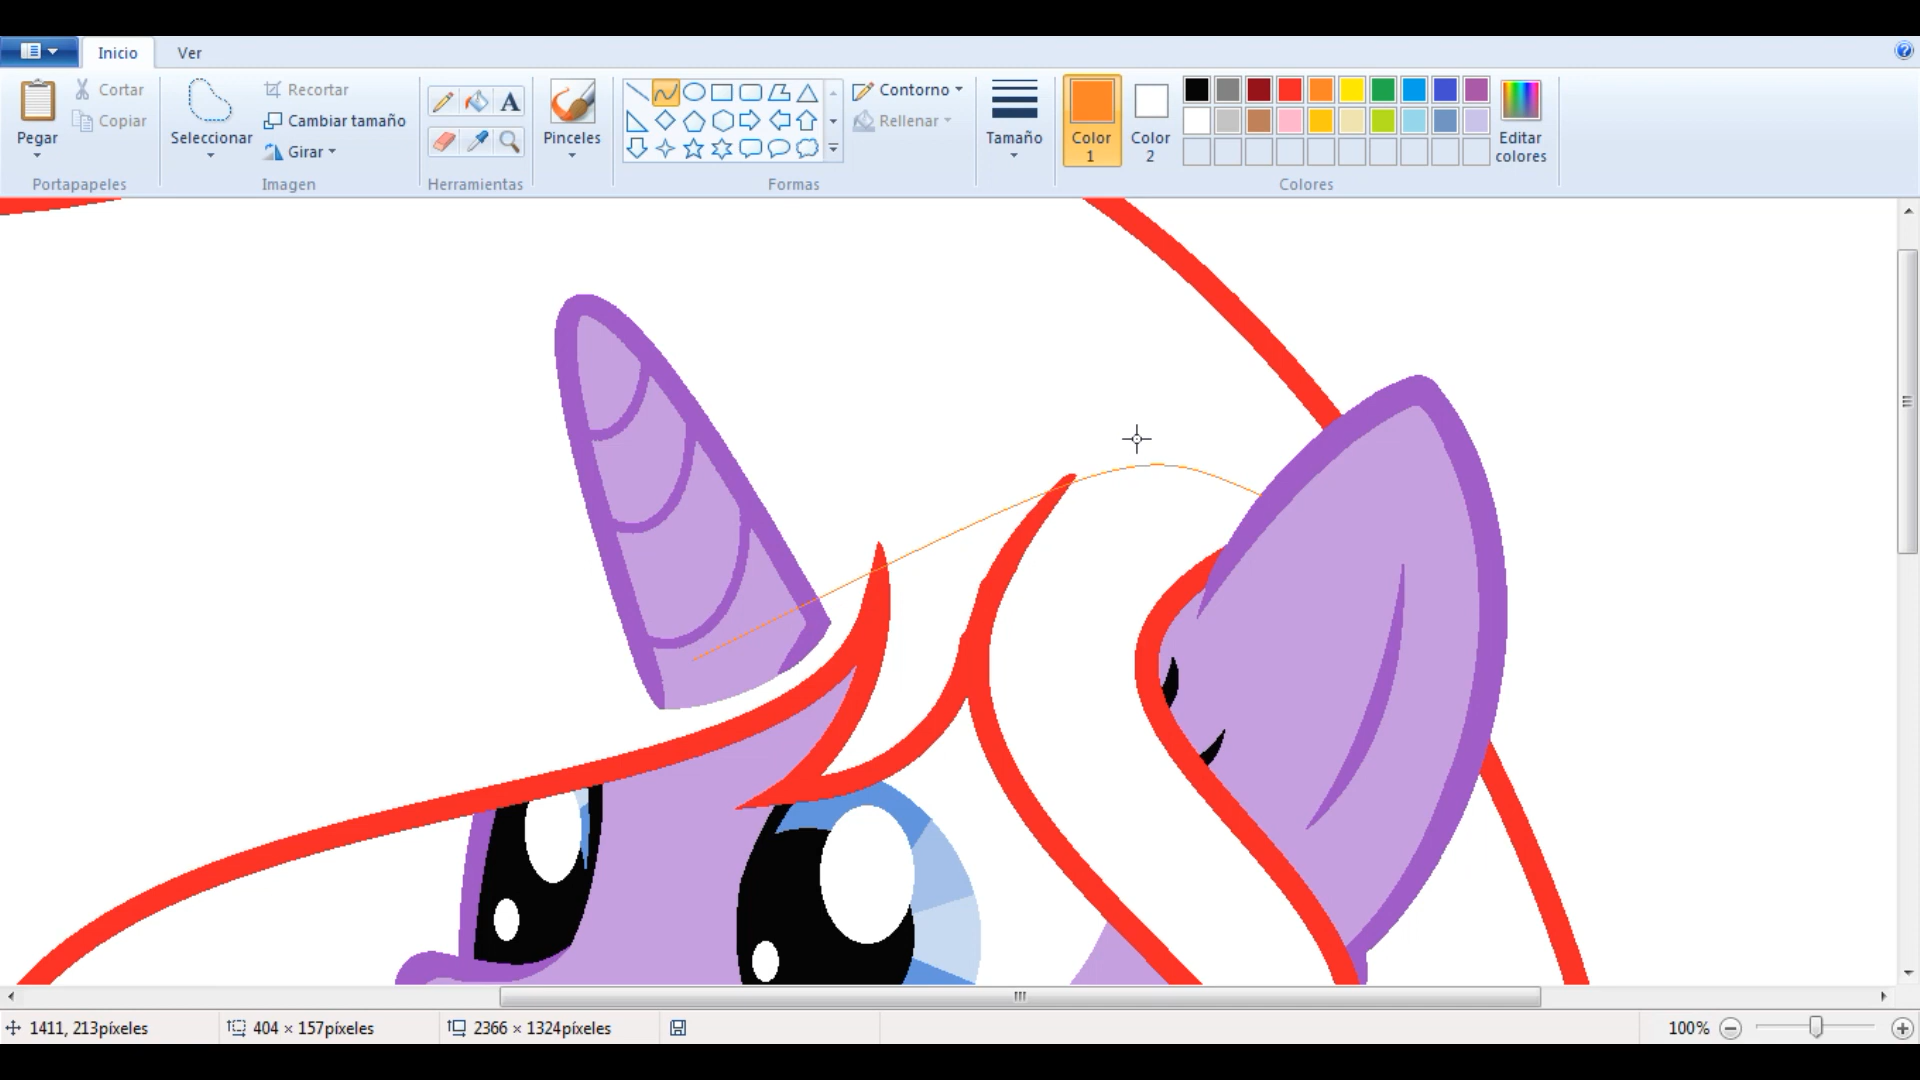 Inicio Ver
Pegar
Cortar
Copiar
Portapapeles
Seleccionar
Recortar
Cambiar tamaño
Girar
Imagen
A
Herramientas
Pinceles
Contorno
Rellenar
Formas
Tamaño
Color
1
Color
2
Editar
colores
Colores
1411, 213píxeles 404 × 157píxeles 2366 × 1324píxeles 100%